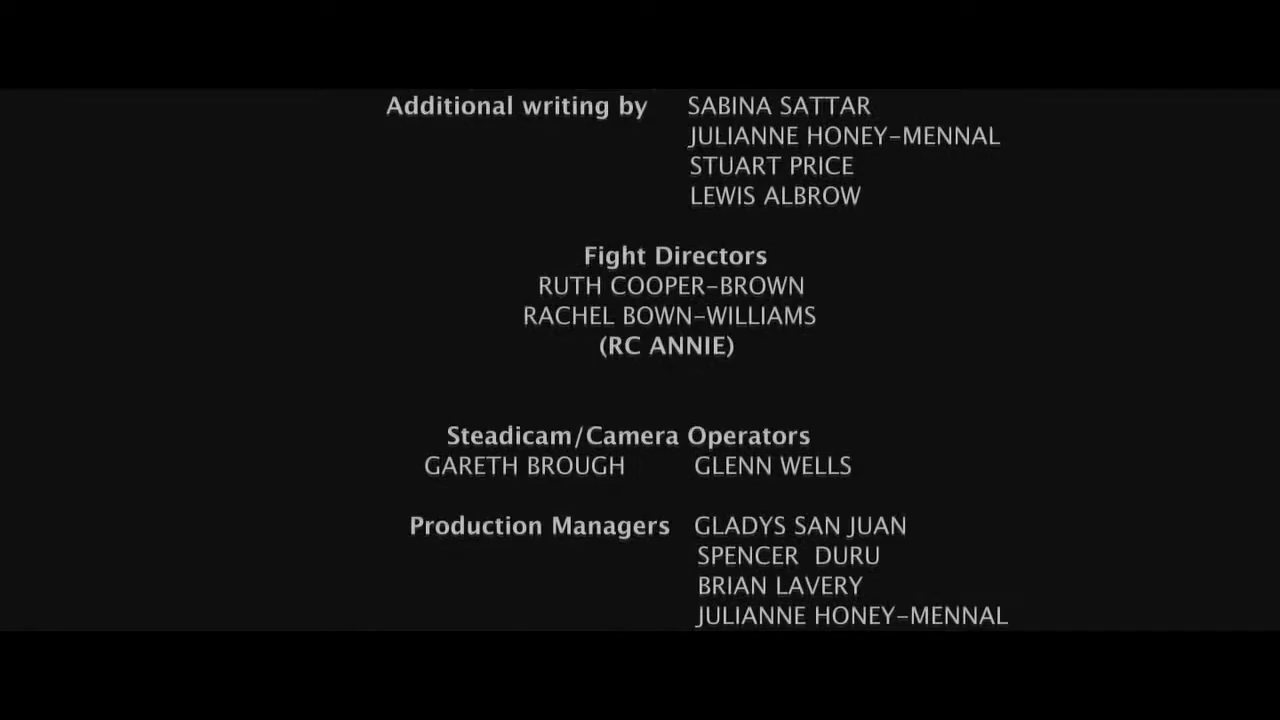 Additional writing by SABINA SATTAR
JULIANNE HONEY-MENNAL
STUART PRICE
LEWIS ALBROW
Fight Directors
RUTH COOPER-BROWN
RACHEL BOWN-WILLIAMS
(RC ANNIE)
Steadicam/Camera Operators
GARETH BROUGH GLENN WELLS
Production Managers GLADYS SAN JUAN
SPENCER DURU
BRIAN LAVERY
JULIANNE HONEY-MENNAL